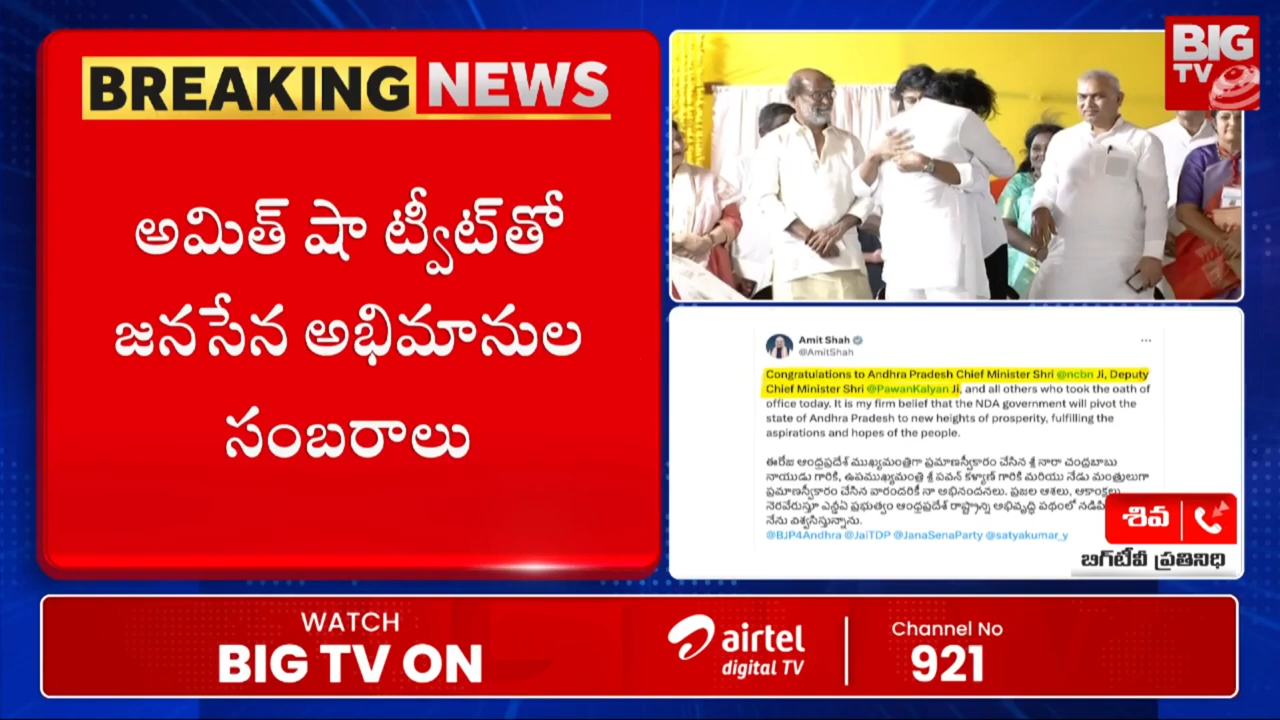 BREAKING NEWS
అమిత్ షా ట్వీట్‌తో
జనసేన అభిమానుల
సంబరాలు
BIG
TV
Amit Shah
@AmitShah
Congratulations to Andhra Pradesh Chief Minister Shri @ncbn Ji, Deputy
Chief Minister Shri @PawanKalyan Ji, and all others who took the oath of
office today. It is my firm belief that the NDA government will pivot the
state of Andhra Pradesh to new heights of prosperity, fulfilling the
aspirations and hopes of the people.
ఈరోజు ఆంధ్రప్రదేశ్ ముఖ్యమంత్రిగా ప్రమాణస్వీకారం చేసిన శ్రీ నారా చంద్రబాబు
నాయుడు గారికి, ఉపముఖ్యమంత్రి శ్రీ పవన్ కళ్యాణ్ గారికి మరియు నేడు మంత్రులుగా
ప్రమాణస్వీకారం చేసిన వారందరికీ నా అభినందనలు. ప్రజల ఆశలు, ఆకాంక్షలు
నెరవేరుస్తూ ఎన్డీఏ ప్రభుత్వం ఆంధ్రప్రదేశ్ రాష్ట్రాన్ని అభివృద్ధి పథంలో
నేను విశ్వసిస్తున్నాను.
@BJP4Andhra @JaiTDP @JanaSenaParty @satyakumar_y
శివ
బిగ్‌టీవీ ప్రతినిధి
WATCH
BIG TV ON
airtel
digital TV
Channel No
921